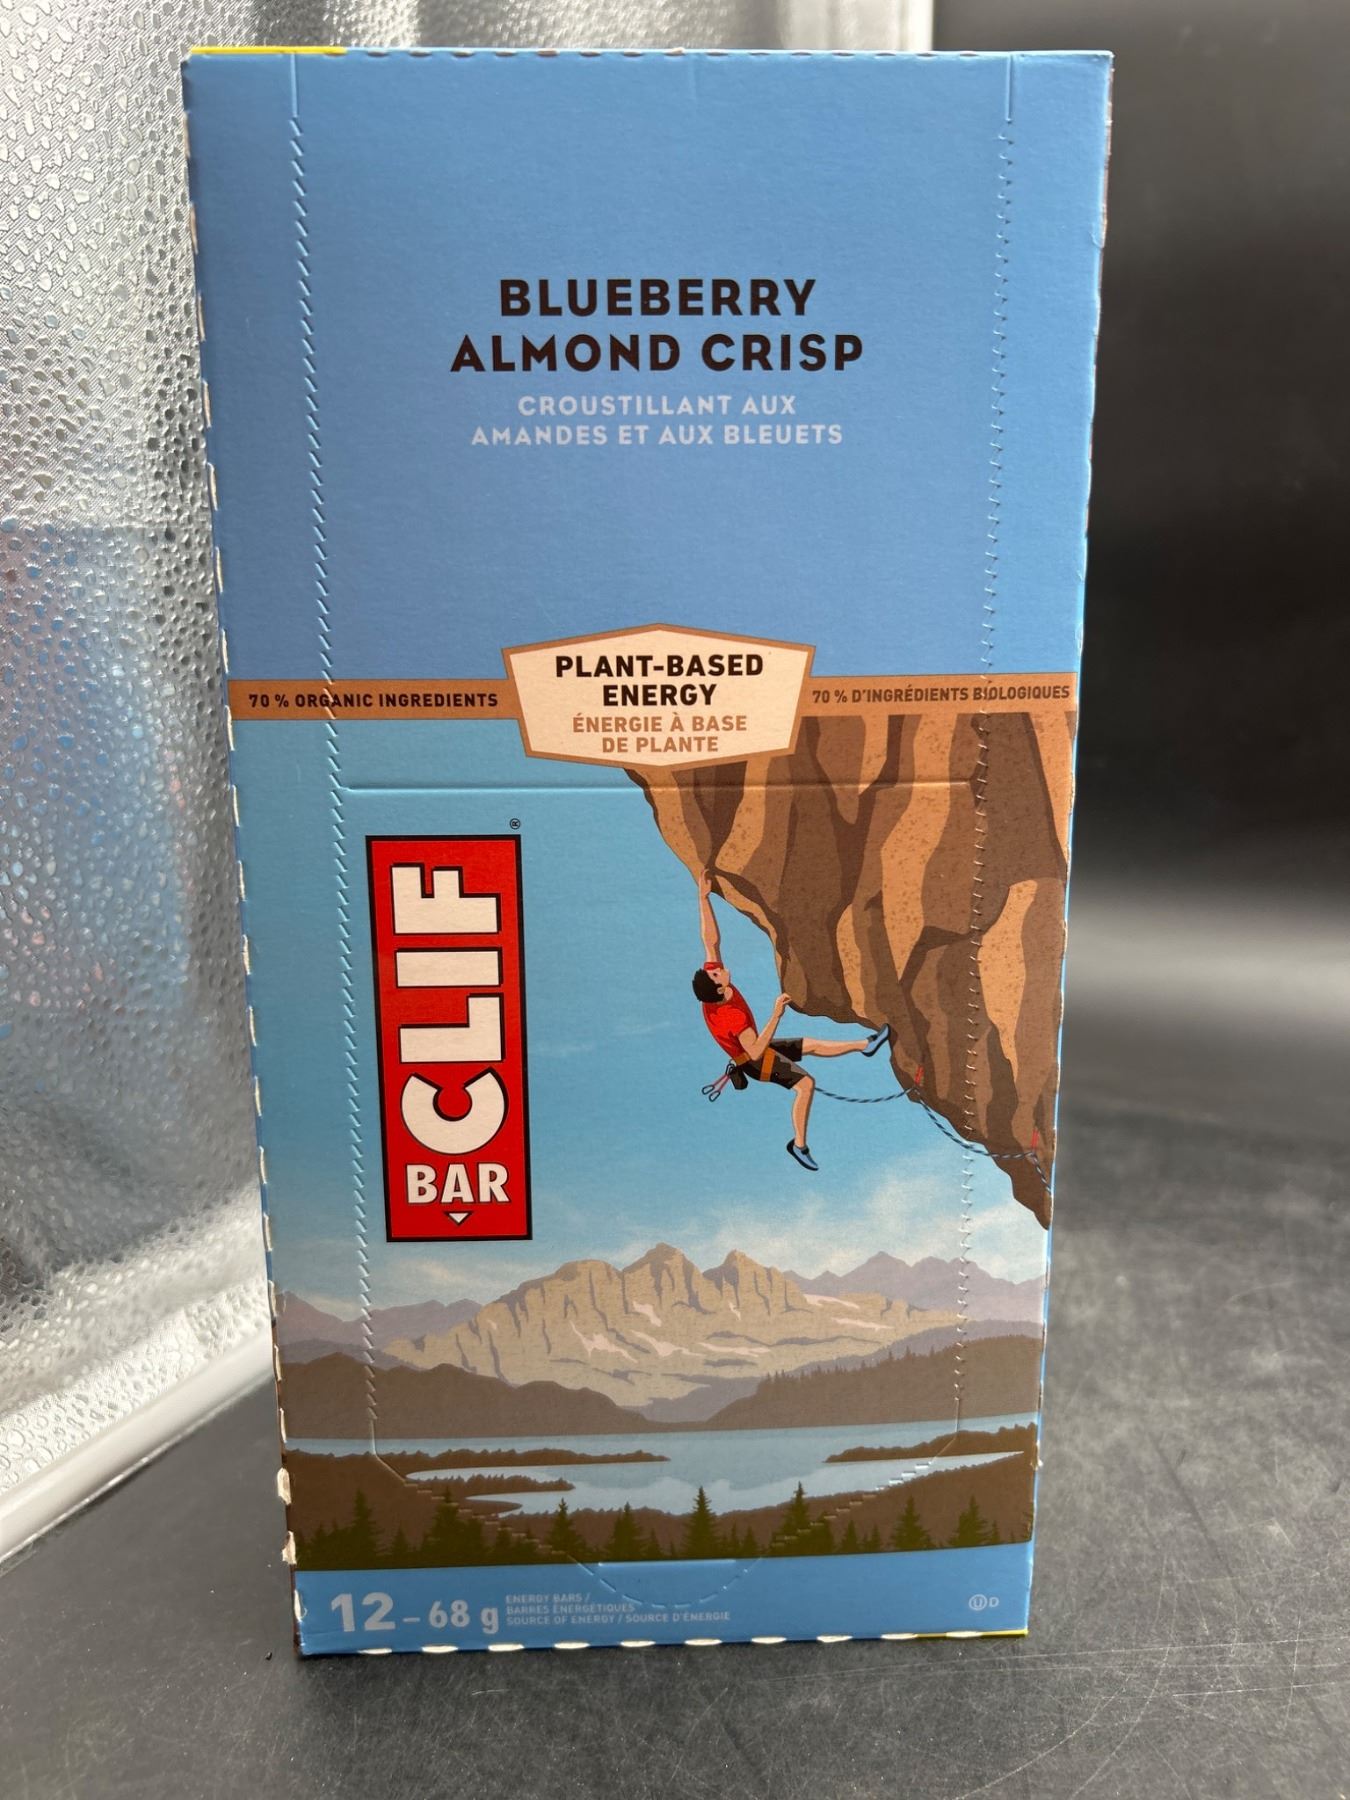 BLUEBERRY
ALMOND CRISP
CROUSTILLANT AUX
AMANDES ET AUX BLEUETS
70 % ORGANIC INGREDIENTS
PLANT-BASED
ENERGY
ÉNERGIE À BASE
DE PLANTE
70 % D'INGRÉDIENTS BIOLOGIQUES
CLIF®
BAR
12 – 68 g
ENERGY BARS /
BARRES ÉNERGÉTIQUES
SOURCE OF ENERGY / SOURCE D'ÉNERGIE
Ⓤ D